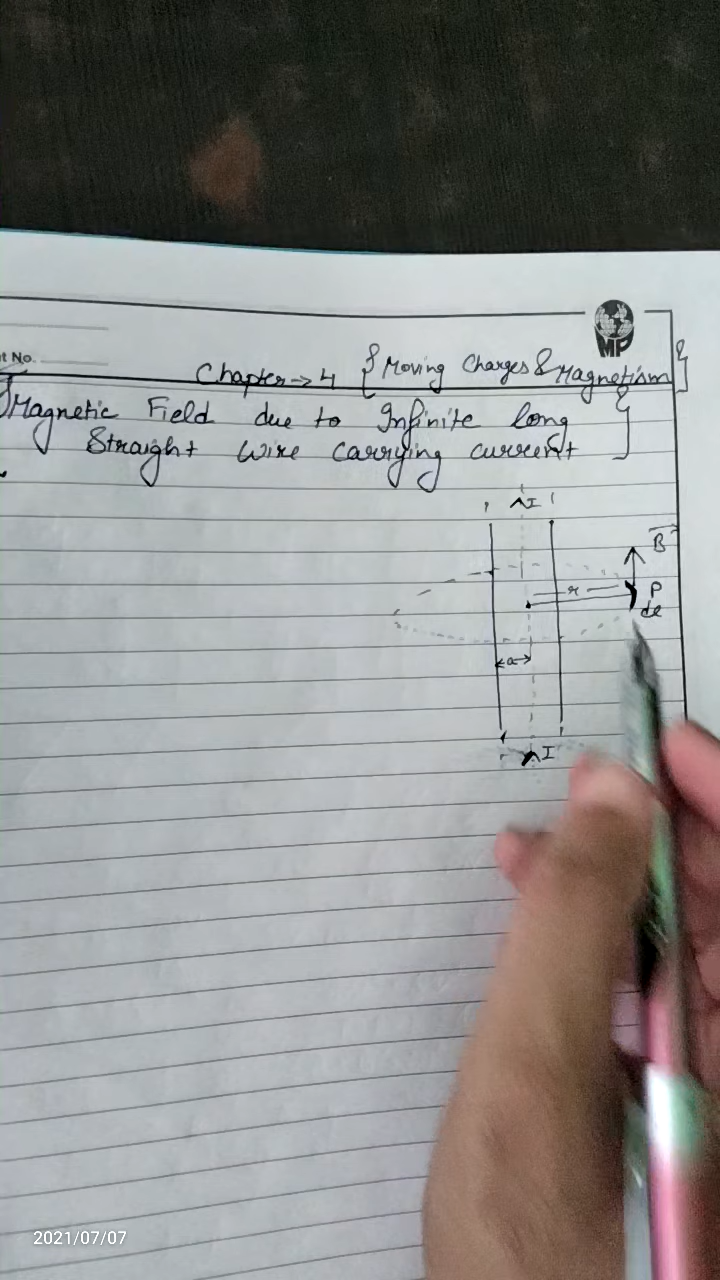 MP
t No.
Chapter → 4 { Moving Charges & Magnetism }
Magnetic Field due to Infinite long
Straight wire carrying current
I
B
r P
dl
a
I
2021/07/07